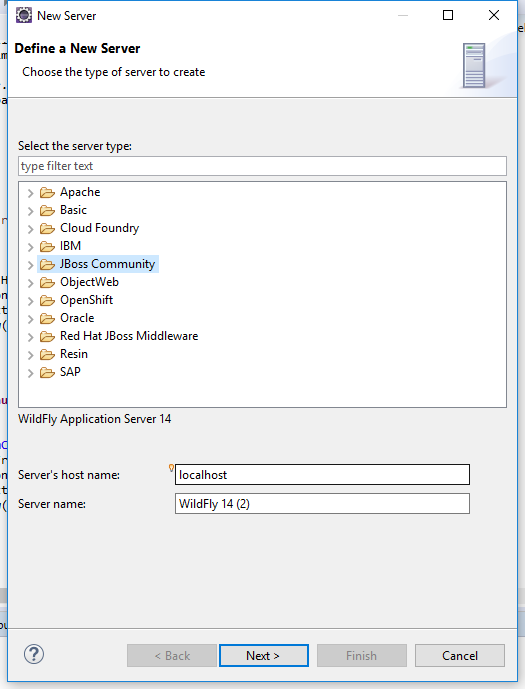 New Server
Define a New Server
Choose the type of server to create
Select the server type:
type filter text
Apache
Basic
Cloud Foundry
IBM
JBoss Community
ObjectWeb
OpenShift
Oracle
Red Hat JBoss Middleware
Resin
SAP
WildFly Application Server 14
Server's host name:
localhost
Server name:
WildFly 14 (2)
?
< Back
Next >
Finish
Cancel